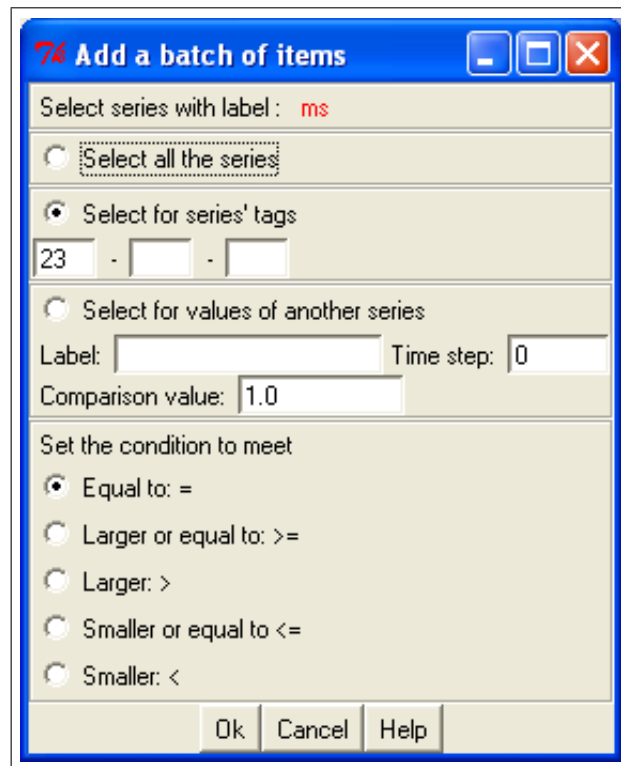 Add a batch of items
Select series with label : ms
Select all the series
Select for series' tags
23 - -
Select for values of another series
Label: Time step: 0
Comparison value: 1.0
Set the condition to meet
Equal to: =
Larger or equal to: >=
Larger: >
Smaller or equal to <=
Smaller: <
Ok Cancel Help